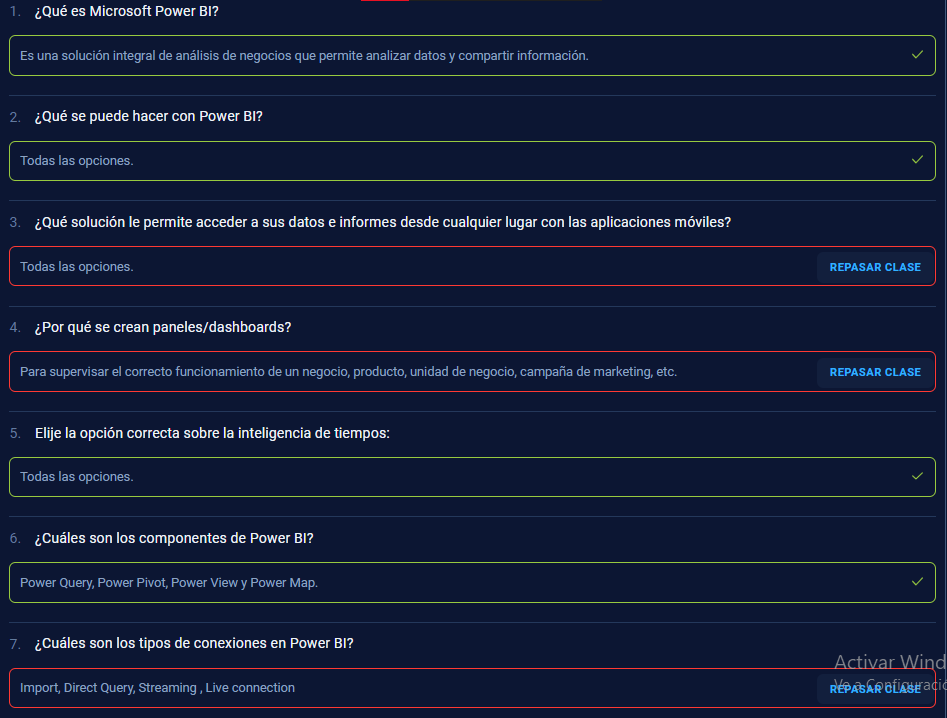 1. ¿Qué es Microsoft Power BI?
Es una solución integral de análisis de negocios que permite analizar datos y compartir información.
2. ¿Qué se puede hacer con Power BI?
Todas las opciones.
3. ¿Qué solución le permite acceder a sus datos e informes desde cualquier lugar con las aplicaciones móviles?
Todas las opciones. REPASAR CLASE
4. ¿Por qué se crean paneles/dashboards?
Para supervisar el correcto funcionamiento de un negocio, producto, unidad de negocio, campaña de marketing, etc. REPASAR CLASE
5. Elije la opción correcta sobre la inteligencia de tiempos:
Todas las opciones.
6. ¿Cuáles son los componentes de Power BI?
Power Query, Power Pivot, Power View y Power Map.
7. ¿Cuáles son los tipos de conexiones en Power BI?
Activar Wind
Import, Direct Query, Streaming , Live connection REPASAR CLASE
Ve a Configuració